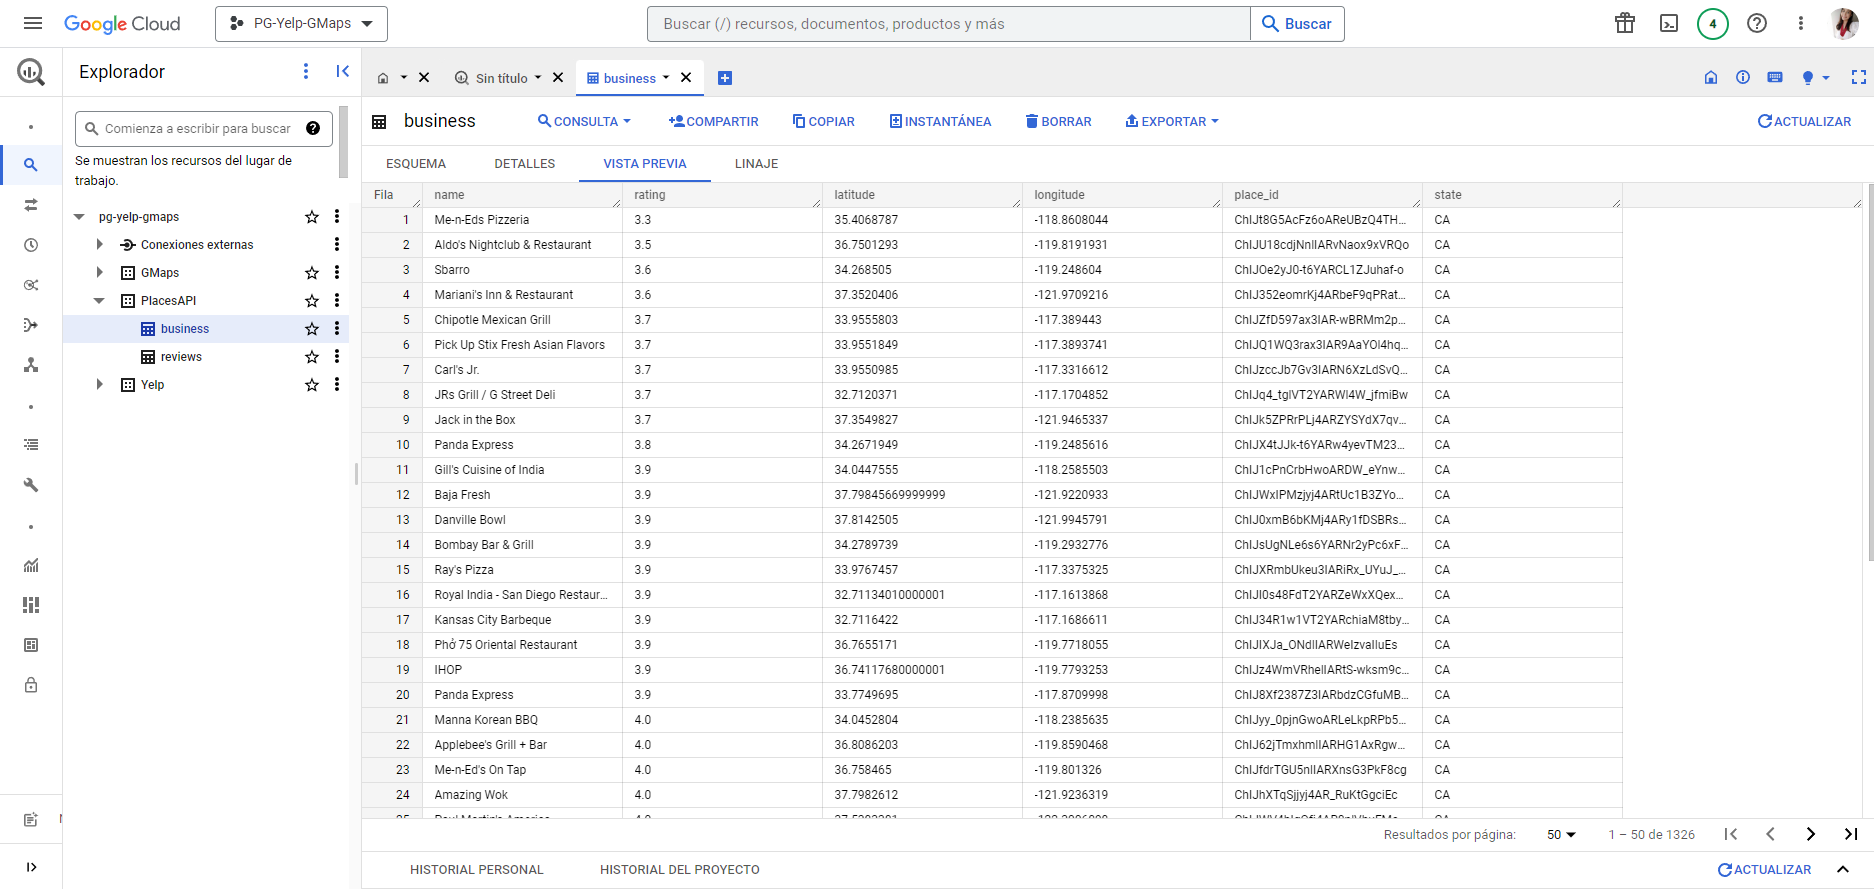 Google Cloud
PG-Yelp-GMaps
Buscar (/) recursos, documentos, productos y más
Buscar
4
Explorador
Sin título
business
Comienza a escribir para buscar
Se muestran los recursos del lugar de
trabajo.
pg-yelp-gmaps
Conexiones externas
GMaps
PlacesAPI
business
reviews
Yelp
business
CONSULTA
COMPARTIR
COPIAR
INSTANTÁNEA
BORRAR
EXPORTAR
ACTUALIZAR
ESQUEMA DETALLES VISTA PREVIA LINAJE
Fila name rating latitude longitude place_id state
1 Me-n-Eds Pizzeria 3.3 35.4068787 -118.8608044 ChIJt8G5AcFz6oAReUBzQ4TH... CA
2 Aldo's Nightclub & Restaurant 3.5 36.7501293 -119.8191931 ChIJU18cdjNnlIARvNaox9xVRQo CA
3 Sbarro 3.6 34.268505 -119.248604 ChIJOe2yJ0-t6YARCL1ZJuhaf-o CA
4 Mariani's Inn & Restaurant 3.6 37.3520406 -121.9709216 ChIJ352eomrKj4ARbeF9qPRat... CA
5 Chipotle Mexican Grill 3.7 33.9555803 -117.389443 ChIJZfD597ax3IAR-wBRMm2p... CA
6 Pick Up Stix Fresh Asian Flavors 3.7 33.9551849 -117.3893741 ChIJQ1WQ3rax3IAR9AaYOl4hq... CA
7 Carl's Jr. 3.7 33.9550985 -117.3316612 ChIJzccJb7Gv3IARN6XzLdSvQ... CA
8 JRs Grill / G Street Deli 3.7 32.7120371 -117.1704852 ChIJq4_tglVT2YARWl4W_jfmiBw CA
9 Jack in the Box 3.7 37.3549827 -121.9465337 ChIJk5ZPRrPLj4ARZYSYdX7qv... CA
10 Panda Express 3.8 34.2671949 -119.2485616 ChIJX4tJJk-t6YARw4yevTM23... CA
11 Gill's Cuisine of India 3.9 34.0447555 -118.2585503 ChIJ1cPnCrbHwoARDW_eYnw... CA
12 Baja Fresh 3.9 37.79845669999999 -121.9220933 ChIJWxIPMzjyj4ARtUc1B3ZYo... CA
13 Danville Bowl 3.9 37.8142505 -121.9945791 ChIJ0xmB6bKMj4ARy1fDSBRs... CA
14 Bombay Bar & Grill 3.9 34.2789739 -119.2932776 ChIJsUgNLe6s6YARNr2yPc6xF... CA
15 Ray's Pizza 3.9 33.9767457 -117.3375325 ChIJXRmbUkeu3IARiRx_UYuJ_... CA
16 Royal India - San Diego Restaur... 3.9 32.71134010000001 -117.1613868 ChIJI0s48FdT2YARZeWxXQex... CA
17 Kansas City Barbeque 3.9 32.7116422 -117.1686611 ChIJ34R1w1VT2YARchiaM8tby... CA
18 Phở 75 Oriental Restaurant 3.9 36.7655171 -119.7718055 ChIJIXJa_ONdlIARWeIzvaIIuEs CA
19 IHOP 3.9 36.74117680000001 -119.7793253 ChIJz4WmVRhelIARtS-wksm9c... CA
20 Panda Express 3.9 33.7749695 -117.8709998 ChIJ8Xf2387Z3IARbdzCGfuMB... CA
21 Manna Korean BBQ 4.0 34.0452804 -118.2385635 ChIJyy_0pjnGwoARLeLkpRPb5... CA
22 Applebee's Grill + Bar 4.0 36.8086203 -119.8590468 ChIJ62jTmxhmlIARHG1AxRgw... CA
23 Me-n-Ed's On Tap 4.0 36.758465 -119.801326 ChIJfdrTGU5nlIARXnsG3PkF8cg CA
24 Amazing Wok 4.0 37.7982612 -121.9236319 ChIJhXTqSjjyj4AR_RuKtGgciEc CA
Resultados por página: 50 1 – 50 de 1326
HISTORIAL PERSONAL HISTORIAL DEL PROYECTO ACTUALIZAR